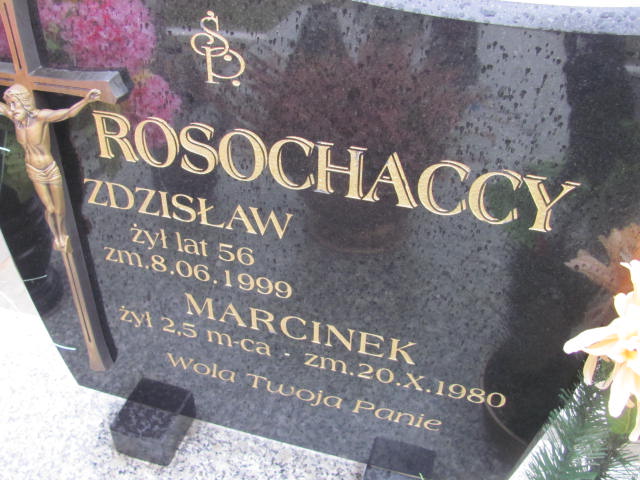 Ś.P.
ROSOCHACCY
ZDZISŁAW
żył lat 56
zm.8.06.1999
MARCINEK
żył 2,5 m-ca - zm.20.X.1980
Wola Twoja Panie